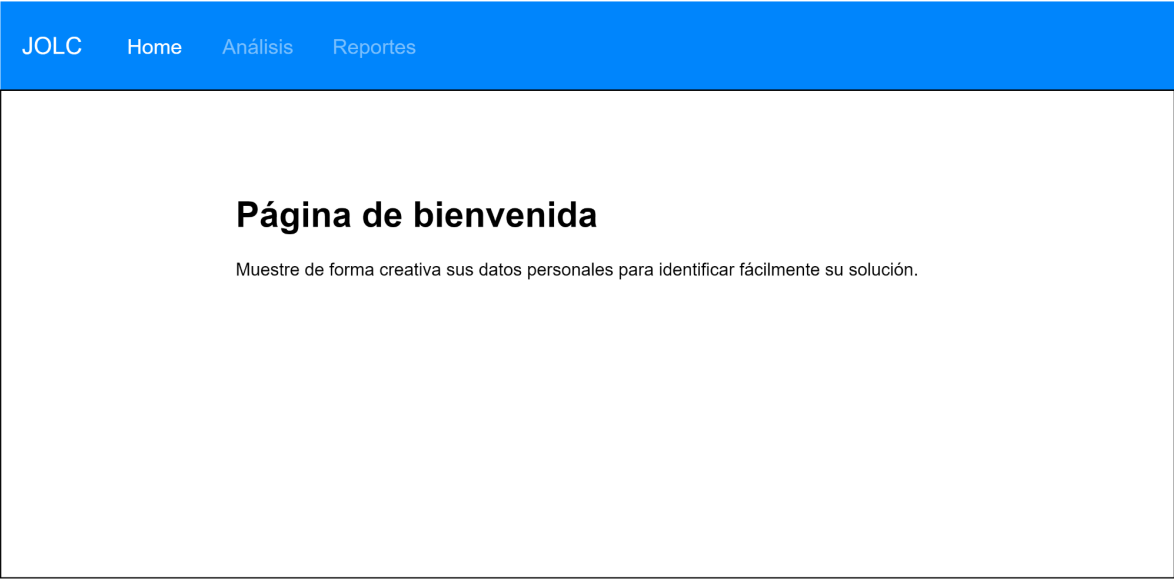 JOLC Home Análisis Reportes
Página de bienvenida
Muestre de forma creativa sus datos personales para identificar fácilmente su solución.